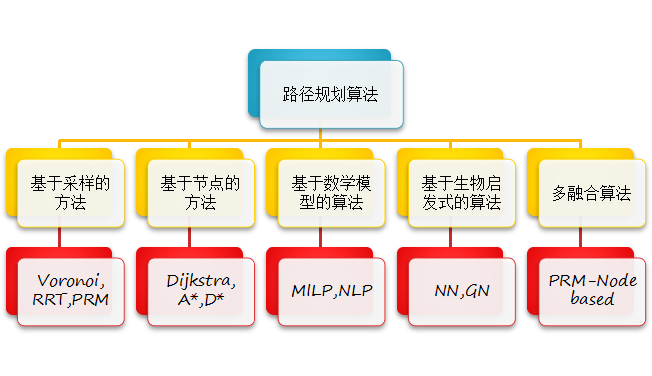 路径规划算法
基于采样的
方法
基于节点的
方法
基于数学模
型的算法
基于生物启
发式的算法
多融合算法
Voronoi,
RRT,PRM
Dijkstra,
A*,D*
MILP,NLP
NN,GN
PRM-Node
based